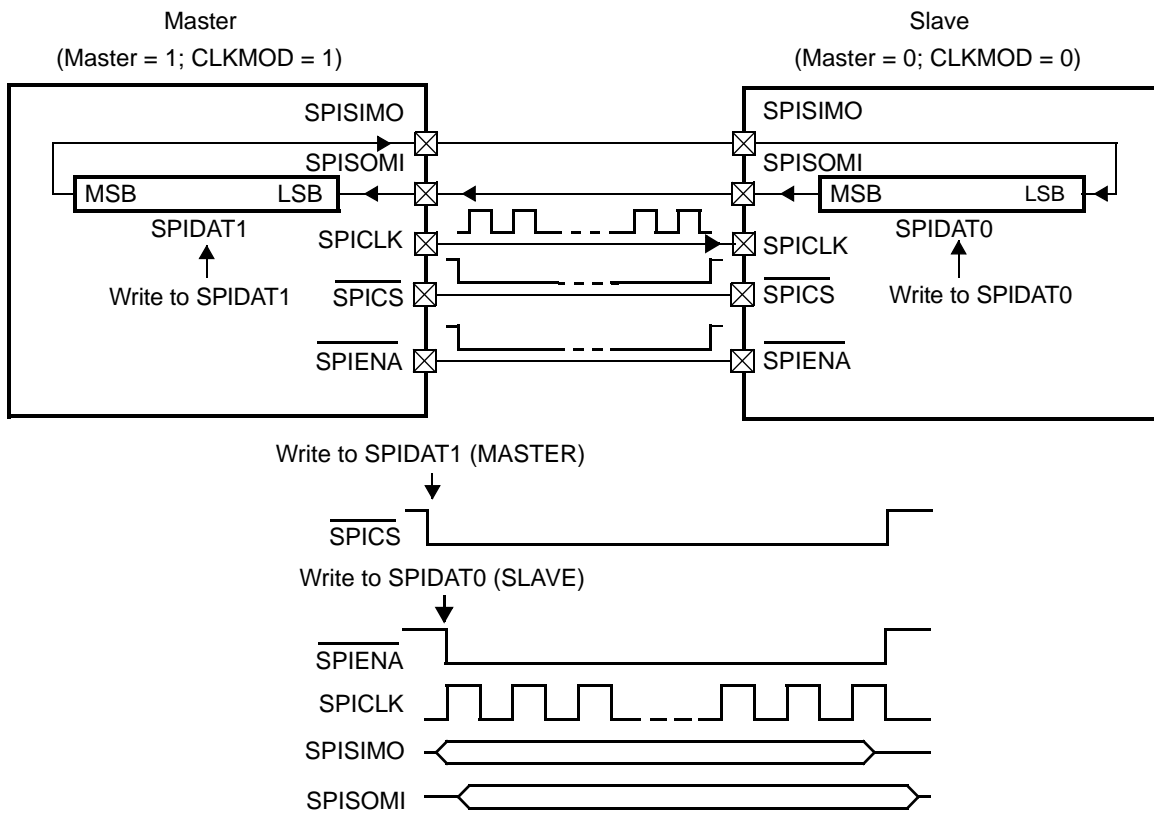 Master
(Master = 1; CLKMOD = 1)
Slave
(Master = 0; CLKMOD = 0)
SPISIMO
SPISIMO
SPISOMI
SPISOMI
MSB LSB
MSB LSB
SPIDAT1
SPIDAT0
SPICLK
SPICLK
Write to SPIDAT1
SPICS
SPICS
Write to SPIDAT0
SPIENA
SPIENA
Write to SPIDAT1 (MASTER)
SPICS
Write to SPIDAT0 (SLAVE)
SPIENA
SPICLK
SPISIMO
SPISOMI